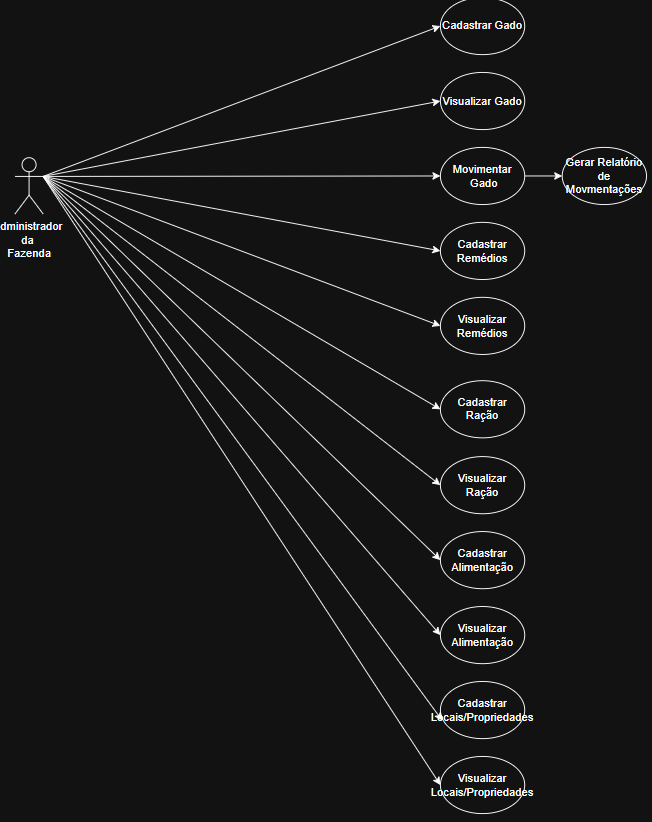 Cadastrar Gado
Visualizar Gado
Movimentar
Gado
Gerar Relatório
de
Movmentações
dministrador
da
Fazenda
Cadastrar
Remédios
Visualizar
Remédios
Cadastrar
Ração
Visualizar
Ração
Cadastrar
Alimentação
Visualizar
Alimentação
Cadastrar
Locais/Propriedades
Visualizar
Locais/Propriedades